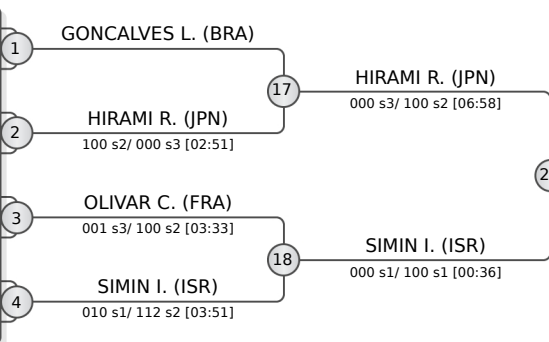 GONCALVES L. (BRA)
1
17
HIRAMI R. (JPN)
000 s3/ 100 s2 [06:58]
HIRAMI R. (JPN)
2
100 s2/ 000 s3 [02:51]
2
OLIVAR C. (FRA)
3
001 s3/ 100 s2 [03:33]
18
SIMIN I. (ISR)
000 s1/ 100 s1 [00:36]
SIMIN I. (ISR)
4
010 s1/ 112 s2 [03:51]